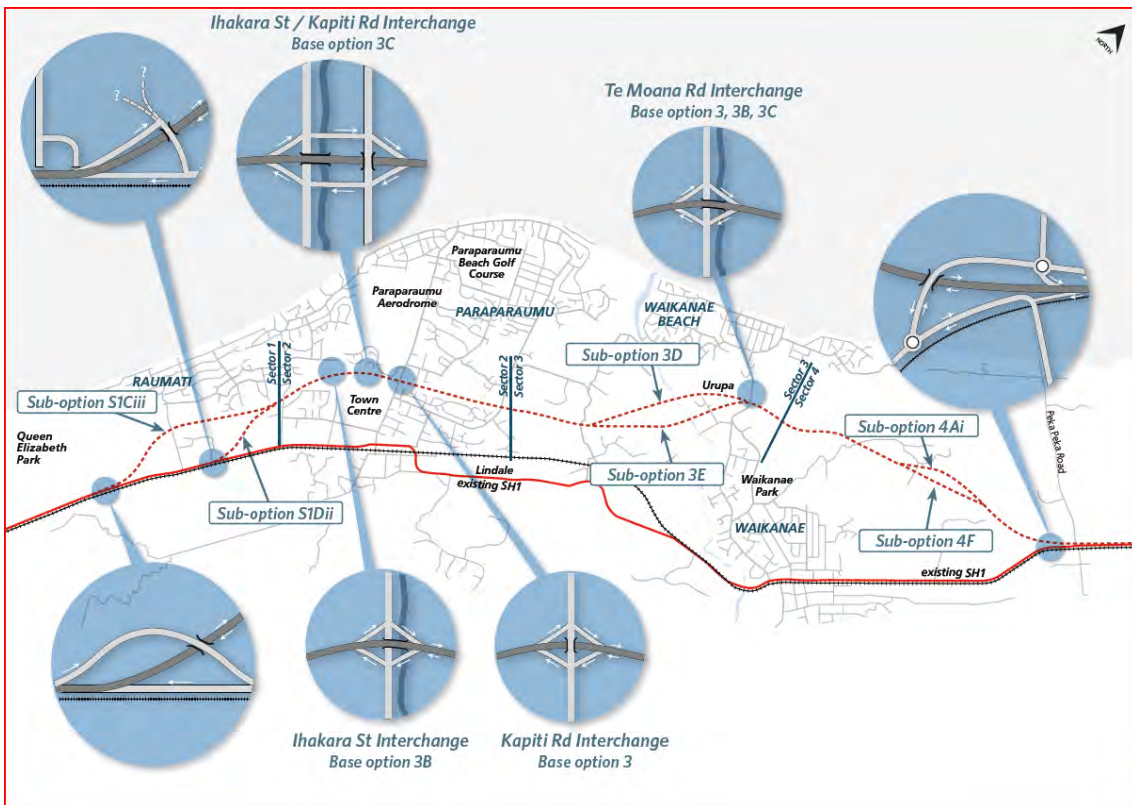 Ihakara St / Kapiti Rd Interchange
Base option 3C
NORTH
Te Moana Rd Interchange
Base option 3, 3B, 3C
?
?
Paraparaumu
Beach Golf
Course
Paraparaumu
Aerodrome
PARAPARAUMU
WAIKANAE
BEACH
Sector 1
Sector 2
Sector 2
Sector 3
Sub-option 3D
Sector 3
Sector 4
RAUMATI
Urupa
Sub-option S1Ciii
Town
Centre
Sub-option 4Ai
Peka Peka Road
Queen
Elizabeth
Park
Lindale
existing SH1
Sub-option 3E
Waikanae
Park
Sub-option S1Dii
WAIKANAE
Sub-option 4F
existing SH1
Ihakara St Interchange
Base option 3B
Kapiti Rd Interchange
Base option 3